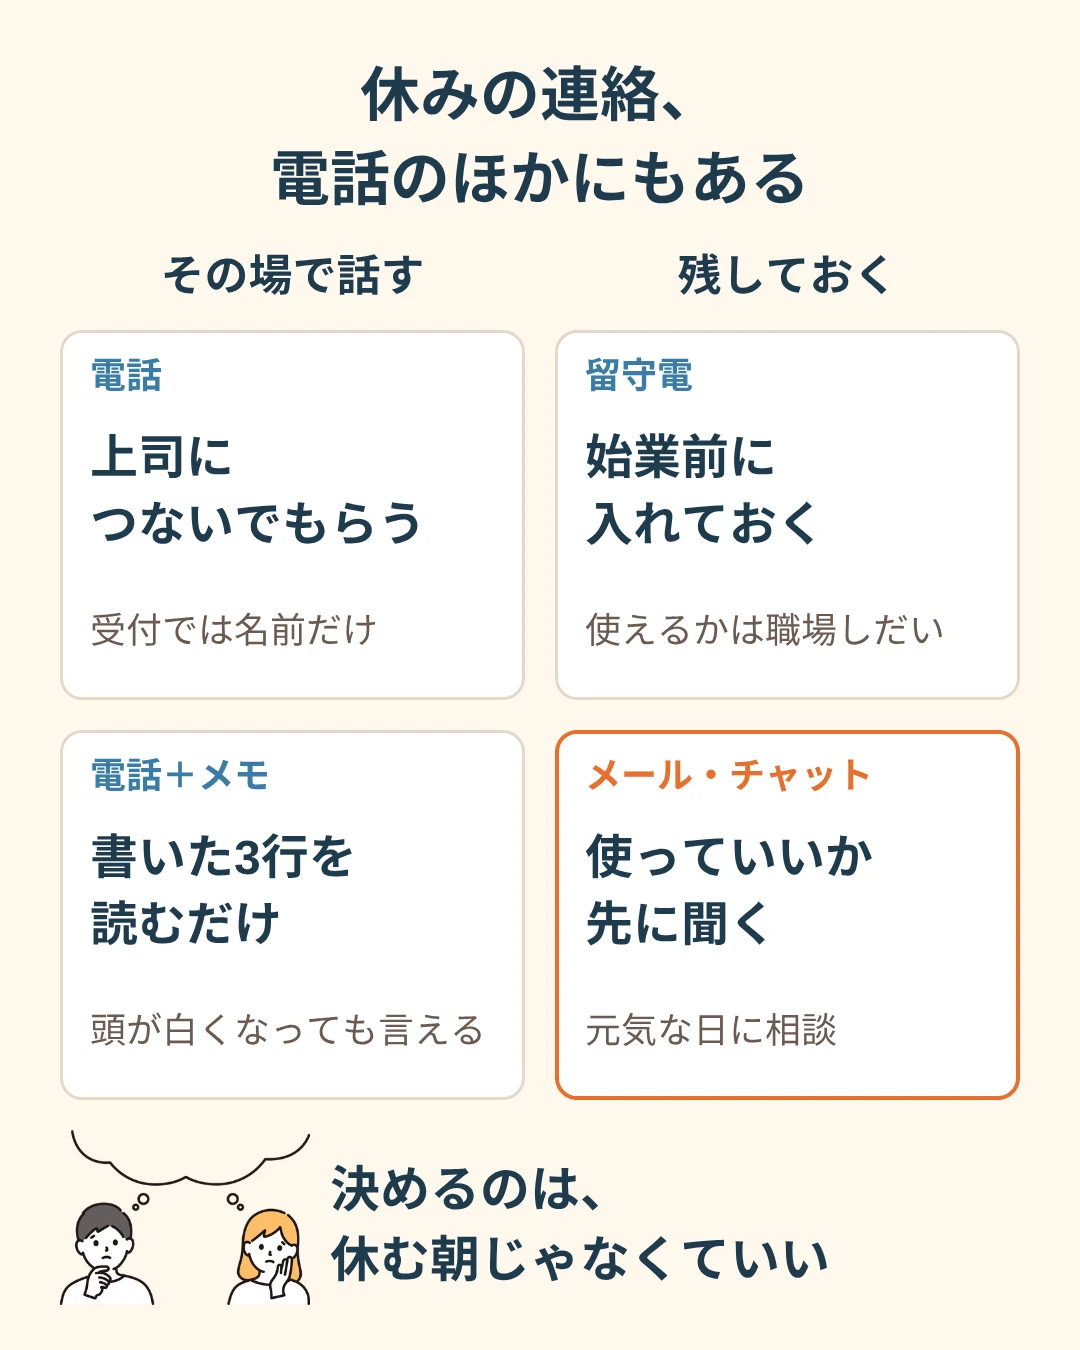 休みの連絡、
電話のほかにもある
その場で話す
残しておく
電話
上司に
つないでもらう
受付では名前だけ
留守電
始業前に
入れておく
使えるかは職場しだい
電話＋メモ
書いた3行を
読むだけ
頭が白くなっても言える
メール・チャット
使っていいか
先に聞く
元気な日に相談
決めるのは、
休む朝じゃなくていい